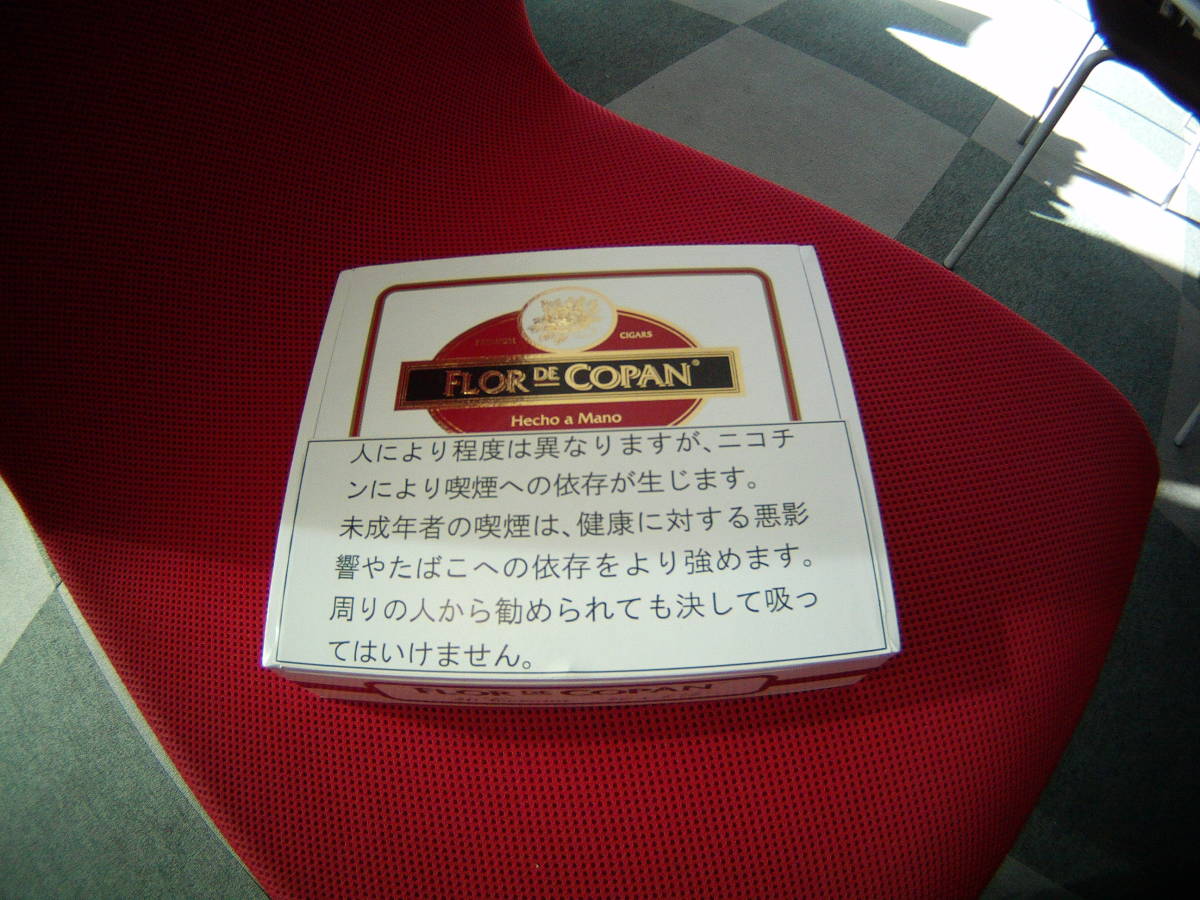 PREMIUM CIGARS
FLOR DE COPAN
Hecho a Mano
人により程度は異なりますが、ニコチ
ンにより喫煙への依存が生じます。
未成年者の喫煙は、健康に対する悪影
響やたばこへの依存をより強めます。
周りの人から勧められても決して吸っ
てはいけません。
FLOR DE COPAN